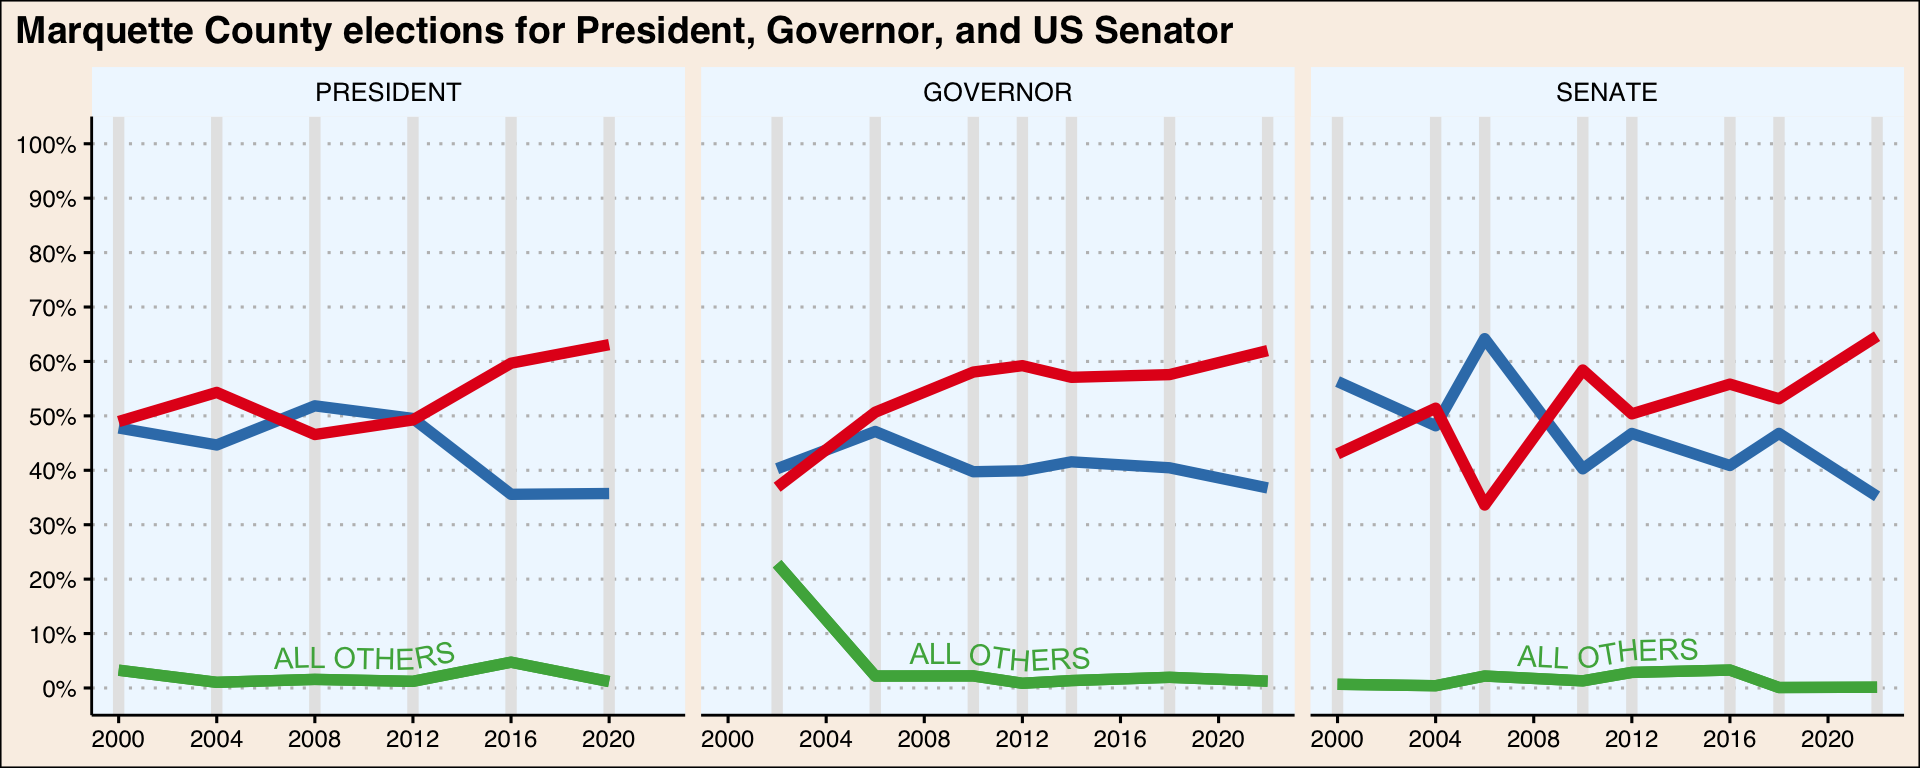 Marquette County elections for President, Governor, and US Senator
PRESIDENT
GOVERNOR
SENATE
100%
90%
80%
70%
60%
50%
40%
30%
20%
10%
0%
ALL OTHERS
ALL OTHERS
ALL OTHERS
2000 2004 2008 2012 2016 2020
2000 2004 2008 2012 2016 2020
2000 2004 2008 2012 2016 2020